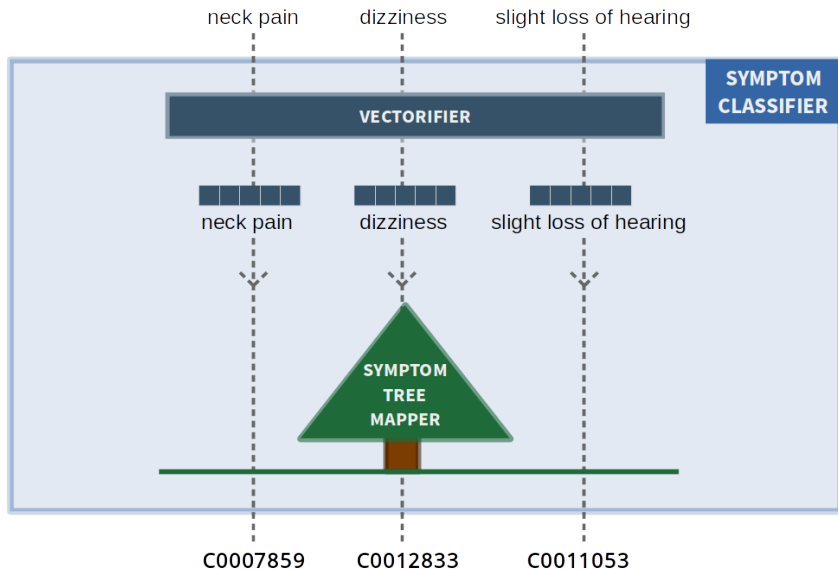 neck pain
dizziness
slight loss of hearing
SYMPTOM
CLASSIFIER
VECTORIFIER
neck pain
dizziness
slight loss of hearing
SYMPTOM
TREE
MAPPER
C0007859
C0012833
C0011053